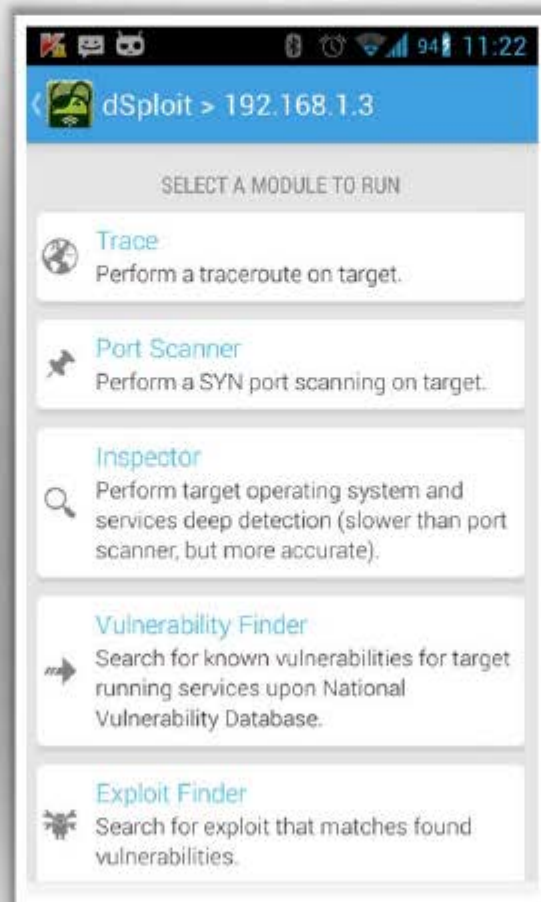 94 11:22
dSploit > 192.168.1.3
SELECT A MODULE TO RUN
Trace
Perform a traceroute on target.
Port Scanner
Perform a SYN port scanning on target.
Inspector
Perform target operating system and
services deep detection (slower than port
scanner, but more accurate).
Vulnerability Finder
Search for known vulnerabilities for target
running services upon National
Vulnerability Database.
Exploit Finder
Search for exploit that matches found
vulnerabilities.